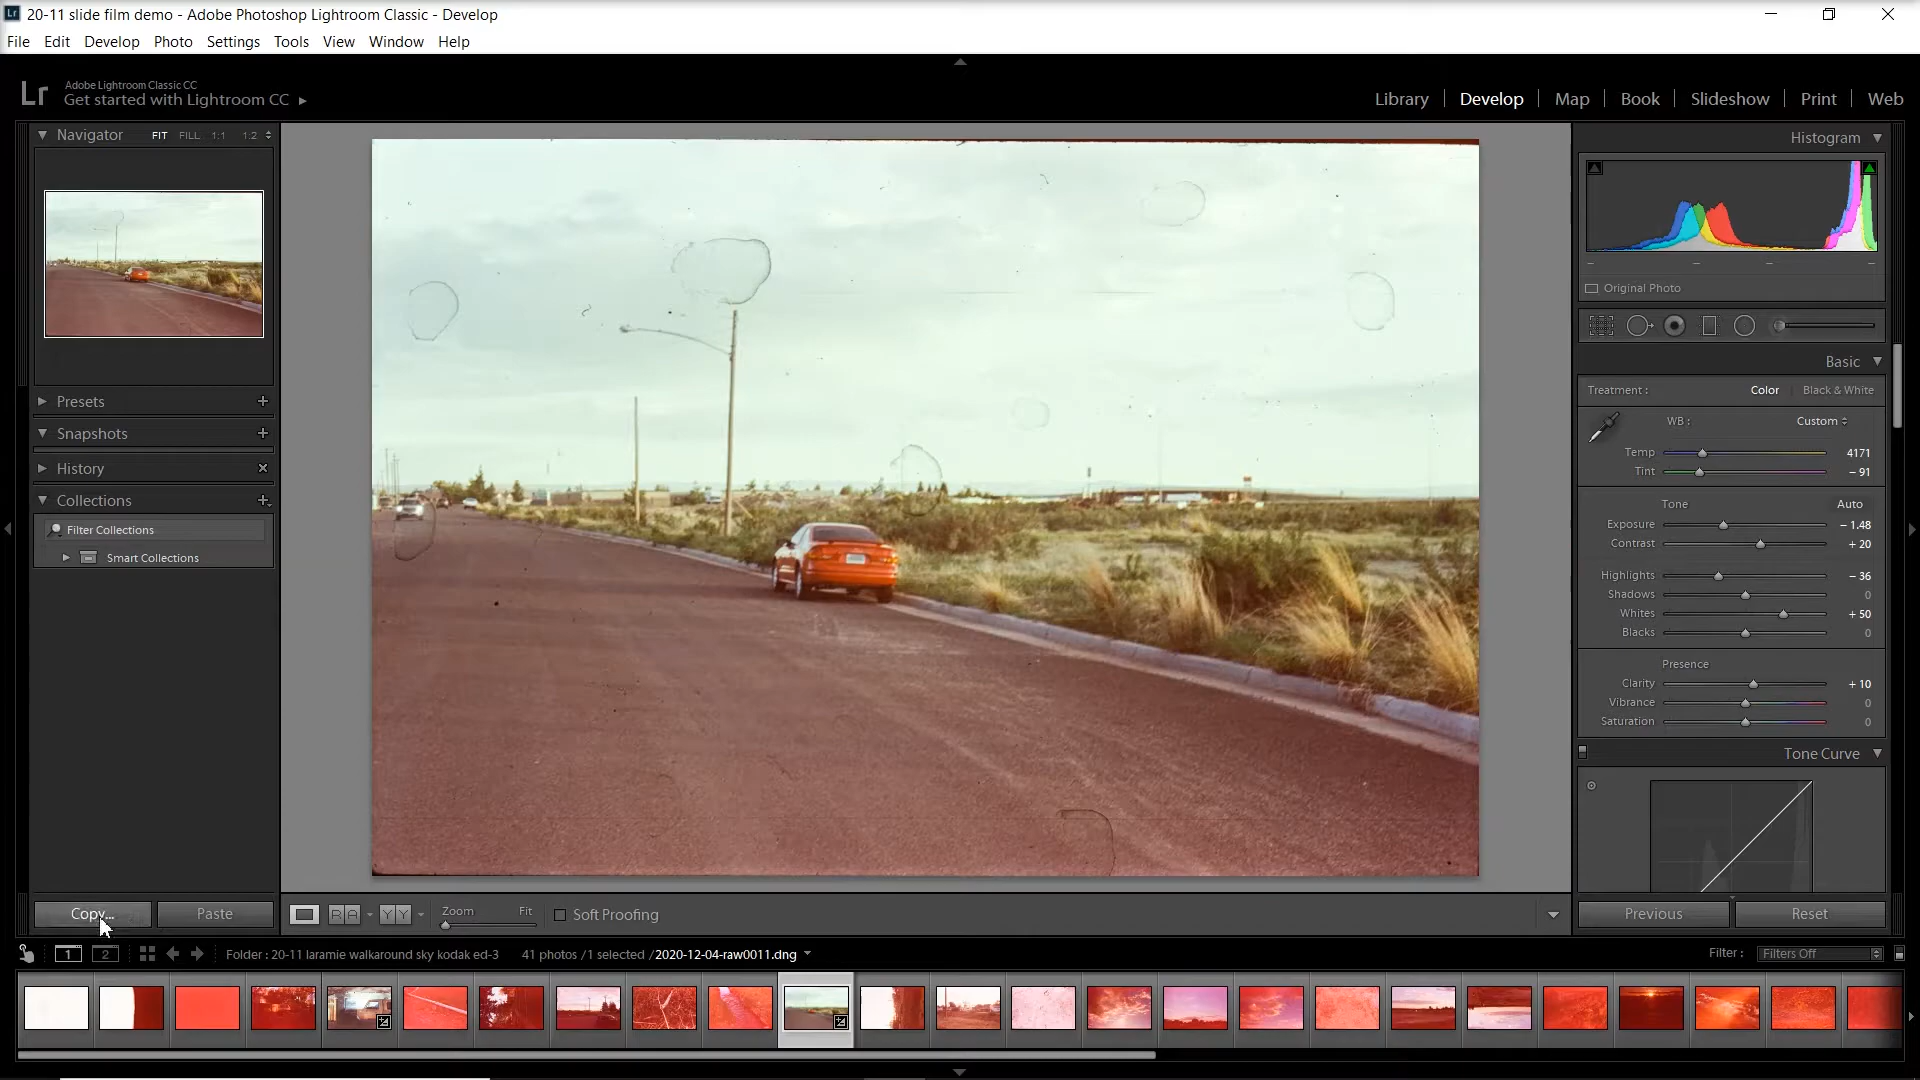 Lr 20-11 slide film demo - Adobe Photoshop Lightroom Classic - Develop
File Edit Develop Photo Settings Tools View Window Help
Lr
Adobe Lightroom Classic CC
Get started with Lightroom CC
Library Develop Map Book Slideshow Print Web
Navigator FIT FILL 1:1 1:2
Presets
Snapshots
History
Collections
Filter Collections
Smart Collections
Copy... Paste
Histogram
Original Photo
Basic
Treatment : Color Black & White
WB : Custom
Temp 4171
Tint - 91
Tone Auto
Exposure - 1.48
Contrast + 20
Highlights - 36
Shadows 0
Whites + 50
Blacks 0
Presence
Clarity + 10
Vibrance 0
Saturation 0
Tone Curve
Previous Reset
R A Y Y Zoom Fit Soft Proofing
1 2 Folder : 20-11 laramie walkaround sky kodak ed-3 41 photos / 1 selected / 2020-12-04-raw0011.dng Filter : Filters Off